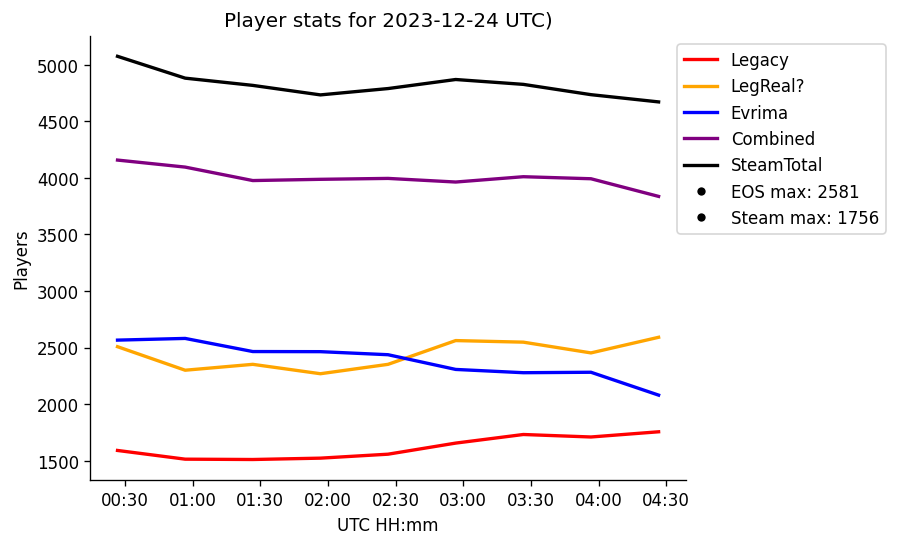 Player stats for 2023-12-24 UTC)
Players
5000
4500
4000
3500
3000
2500
2000
1500
00:30 01:00 01:30 02:00 02:30 03:00 03:30 04:00 04:30
UTC HH:mm
Legacy
LegReal?
Evrima
Combined
SteamTotal
EOS max: 2581
Steam max: 1756